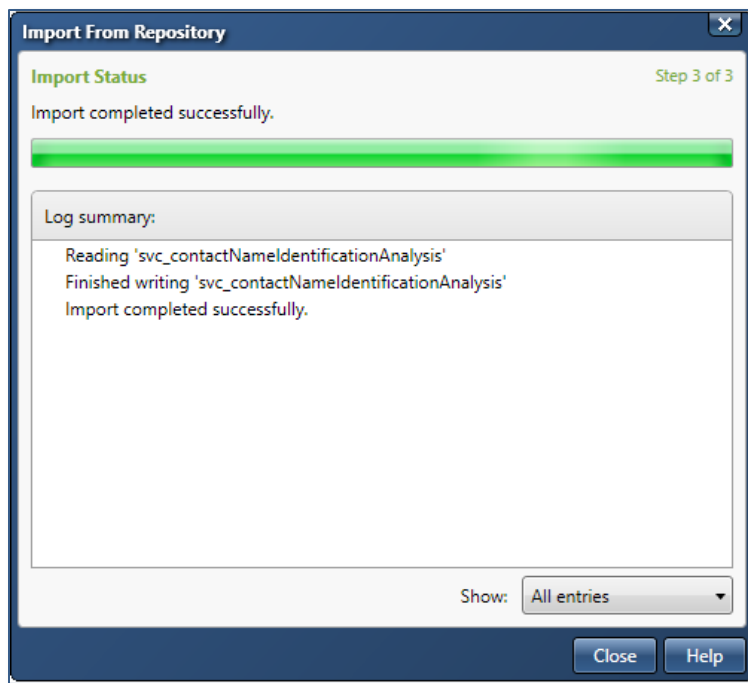 Import From Repository
Import Status
Step 3 of 3
Import completed successfully.
Log summary:
Reading 'svc_contactNameIdentificationAnalysis'
Finished writing 'svc_contactNameIdentificationAnalysis'
Import completed successfully.
Show: All entries
Close Help